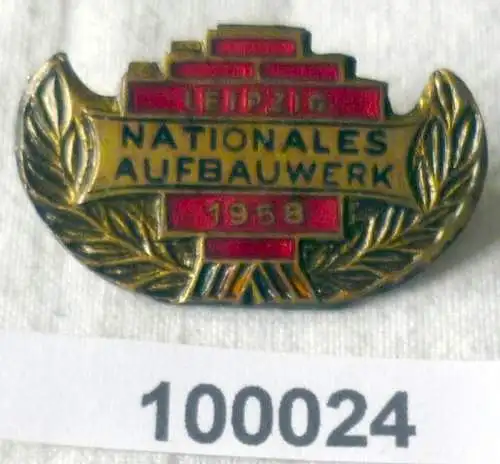 LEIPZIG
NATIONALES
AUFBAUWERK
1958
100024